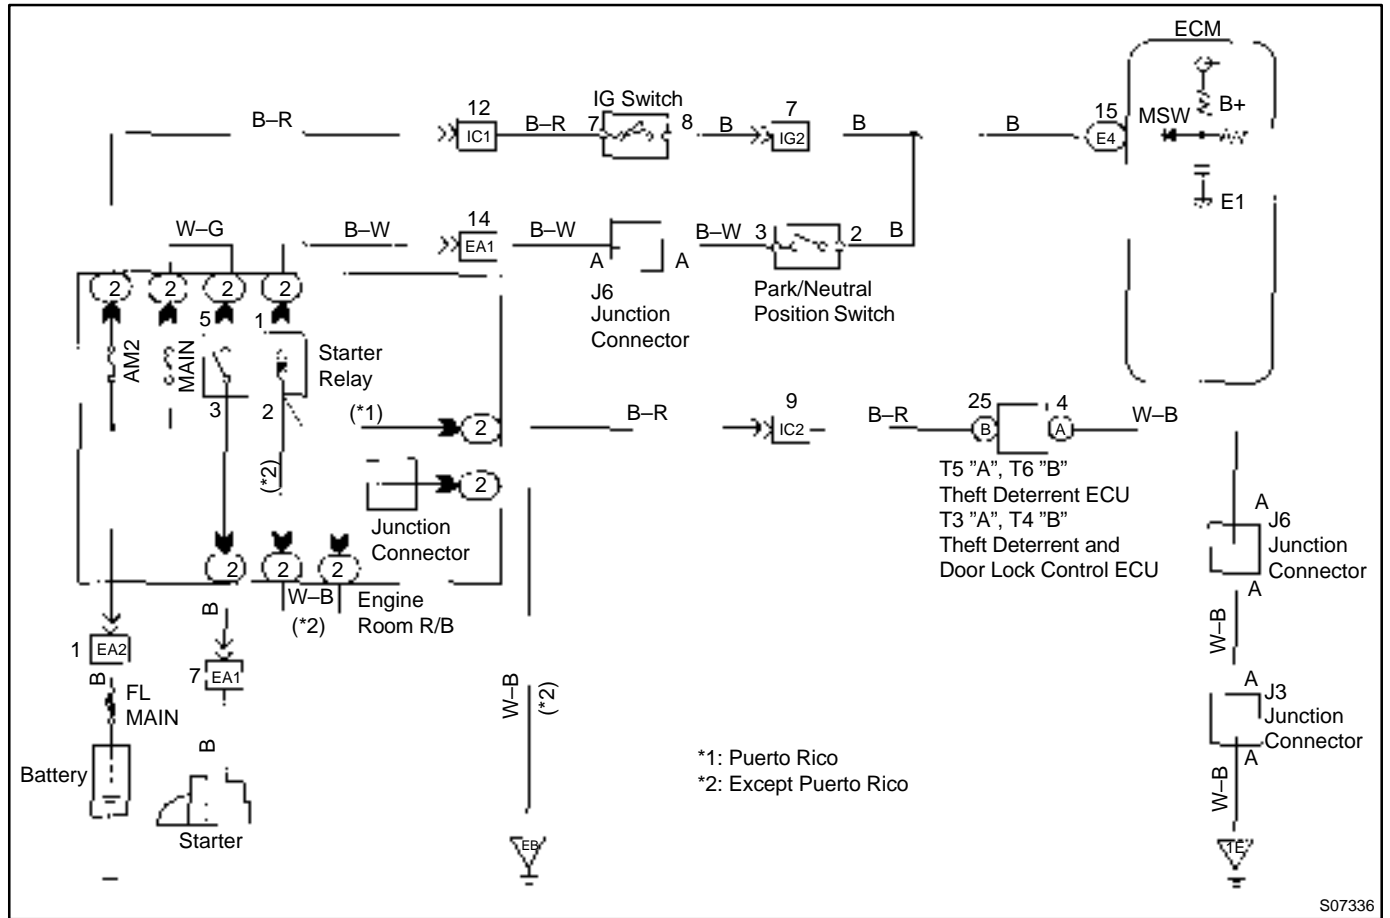 ECM
B+
MSW
E1
12
IG Switch
7
15
B–R
IC1
B–R
7
8
B
IG2
B
B
E4
W–G
B–W
14
EA1
B–W
A
A
B–W
3
2
B
J6
Junction
Connector
Park/Neutral
Position Switch
2
2
2
2
5
1
AM2
MAIN
Starter
Relay
3
2
(*1)
(*2)
2
B–R
9
IC2
B–R
25
B
4
A
W–B
2
Junction
Connector
T5 ”A”, T6 ”B”
Theft Deterrent ECU
T3 ”A”, T4 ”B”
Theft Deterrent and
Door Lock Control ECU
A
J6
Junction
Connector
A
2
2
2
W–B
(*2)
Engine
Room R/B
B
1
EA2
B
7
EA1
FL
MAIN
B
W–B
(*2)
W–B
A
J3
Junction
Connector
A
W–B
*1: Puerto Rico
*2: Except Puerto Rico
Battery
Starter
EB
1E
S07336